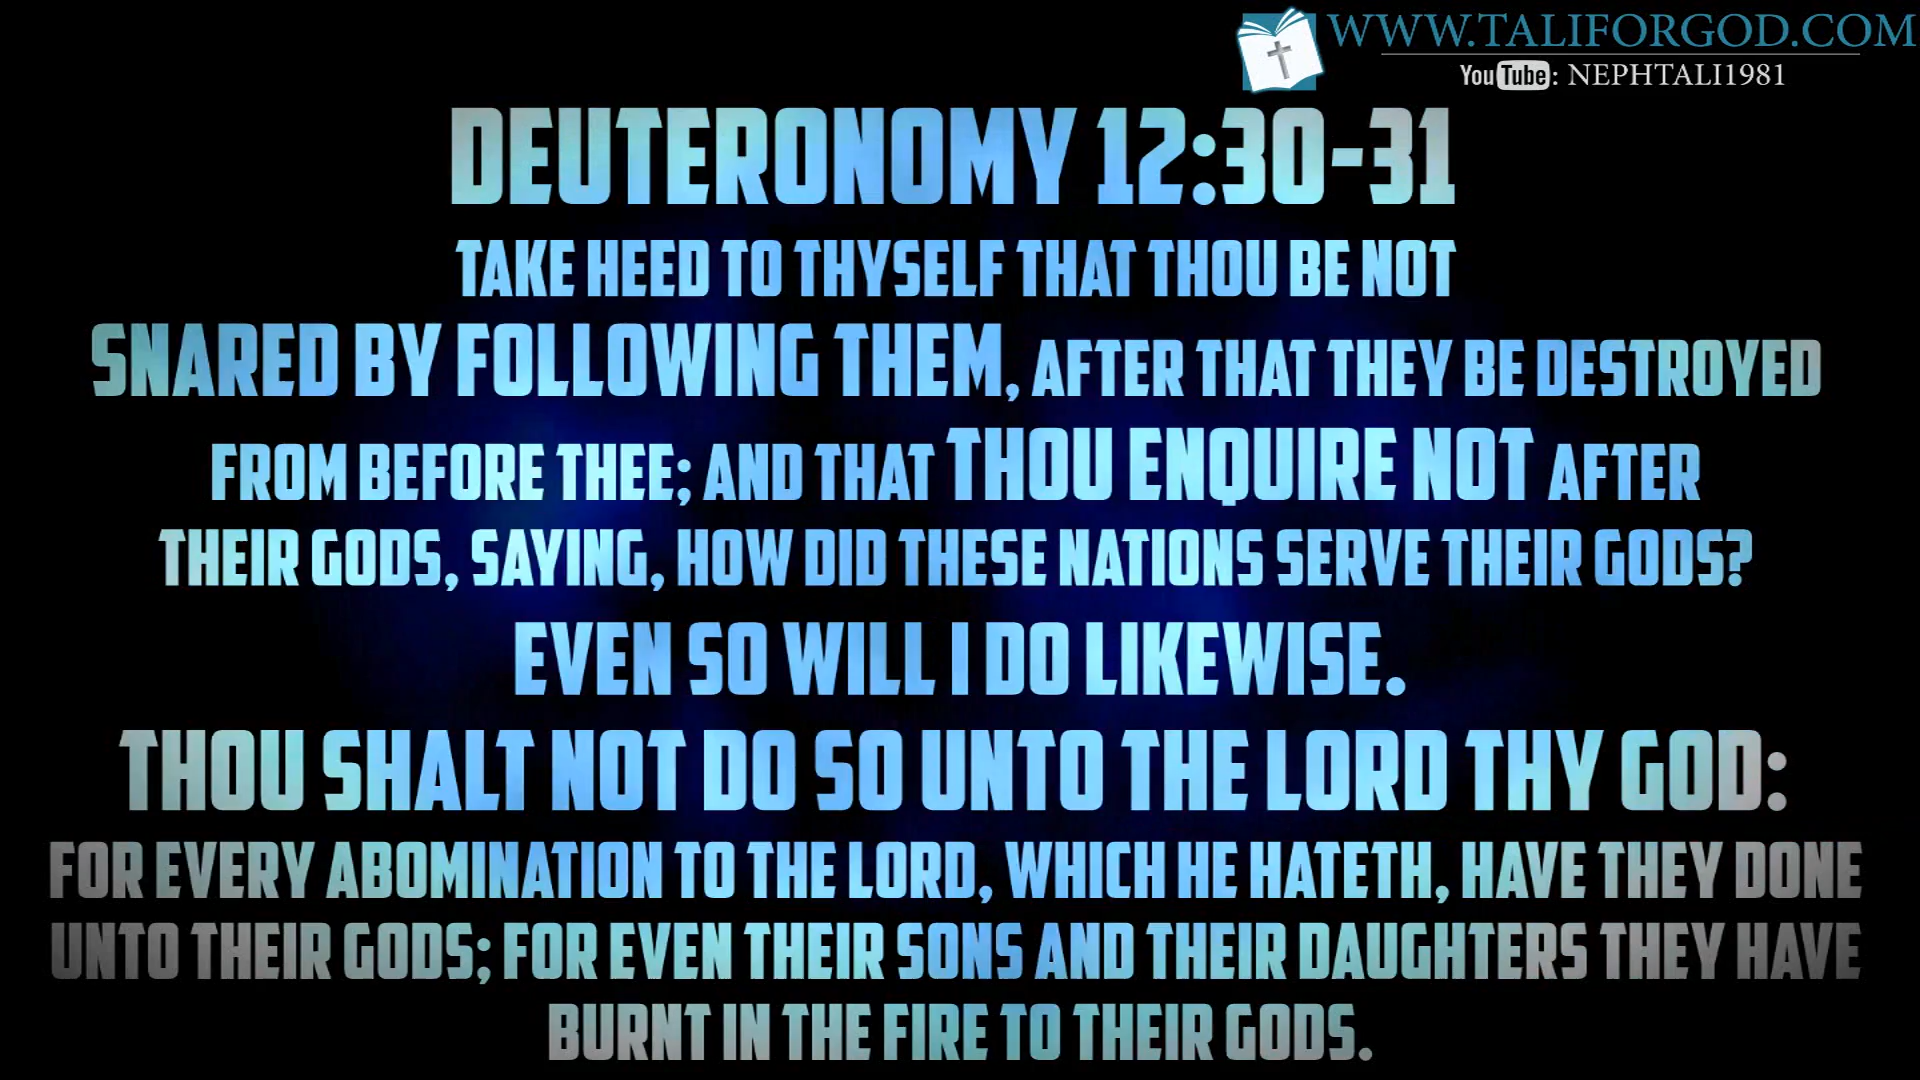 WWW.TALIFORGOD.COM
YouTube: NEPHTALI1981
DEUTERONOMY 12:30-31
TAKE HEED TO THYSELF THAT THOU BE NOT
SNARED BY FOLLOWING THEM, AFTER THAT THEY BE DESTROYED
FROM BEFORE THEE; AND THAT THOU ENQUIRE NOT AFTER
THEIR GODS, SAYING, HOW DID THESE NATIONS SERVE THEIR GODS?
EVEN SO WILL I DO LIKEWISE.
THOU SHALT NOT DO SO UNTO THE LORD THY GOD:
FOR EVERY ABOMINATION TO THE LORD, WHICH HE HATETH, HAVE THEY DONE
UNTO THEIR GODS; FOR EVEN THEIR SONS AND THEIR DAUGHTERS THEY HAVE
BURNT IN THE FIRE TO THEIR GODS.